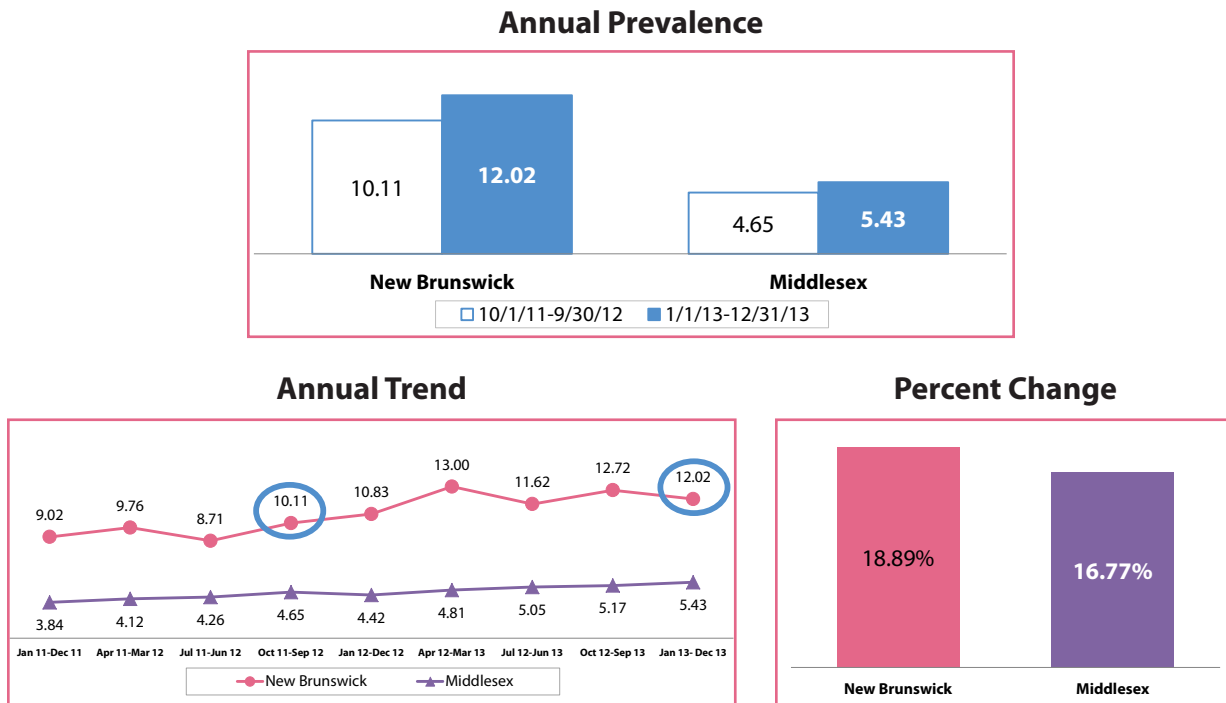 Annual Prevalence
10.11
12.02
4.65
5.43
New Brunswick
Middlesex
10/1/11-9/30/12
1/1/13-12/31/13
Annual Trend
9.02
9.76
8.71
10.11
10.83
13.00
11.62
12.72
12.02
3.84
4.12
4.26
4.65
4.42
4.81
5.05
5.17
5.43
Jan 11-Dec 11
Apr 11-Mar 12
Jul 11-Jun 12
Oct 11-Sep 12
Jan 12-Dec 12
Apr 12-Mar 13
Jul 12-Jun 13
Oct 12-Sep 13
Jan 13- Dec 13
New Brunswick
Middlesex
Percent Change
18.89%
16.77%
New Brunswick
Middlesex